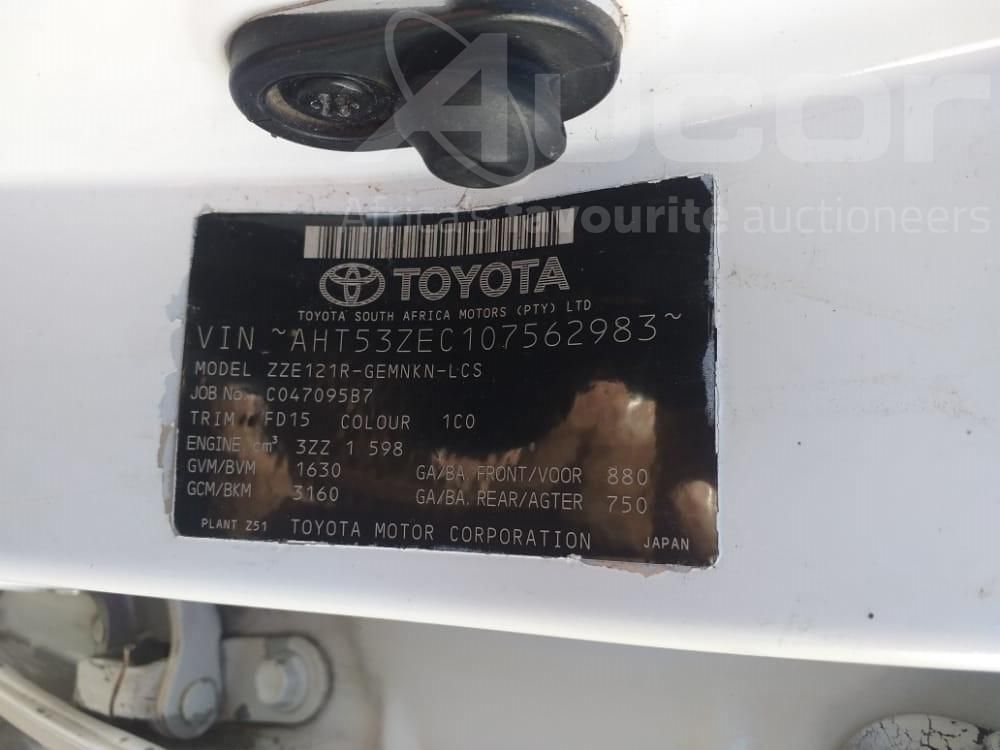 Aucor
Africa's favourite auctioneers
TOYOTA
TOYOTA SOUTH AFRICA MOTORS (PTY) LTD
VIN ~AHT53ZEC107562983~
MODEL ZZE121R-GEMNKN-LCS
JOB No. C047095B7
TRIM FD15 COLOUR 1C0
ENGINE cm³ 3ZZ 1 598
GVM/BVM 1630 GA/BA. FRONT/VOOR 880
GCM/BKM 3160 GA/BA. REAR/AGTER 750
PLANT Z51 TOYOTA MOTOR CORPORATION JAPAN